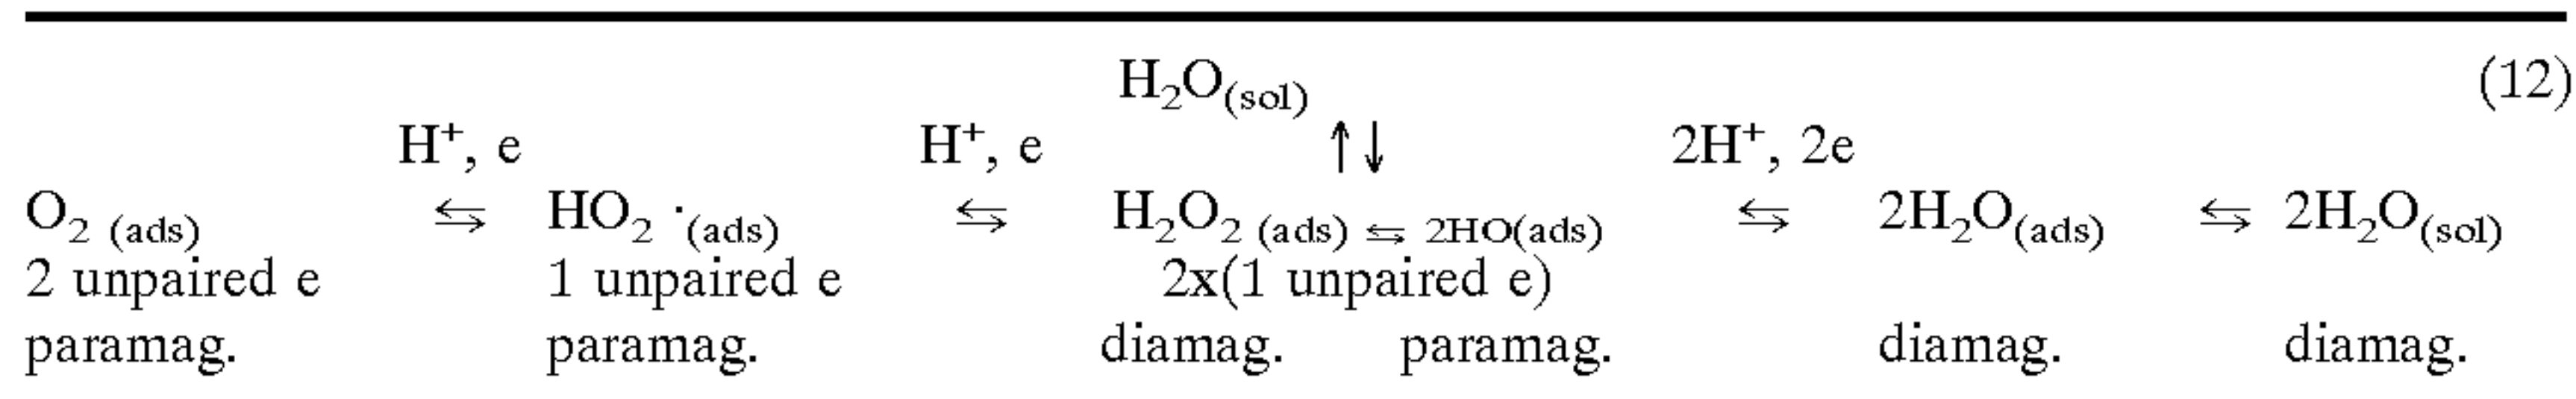 H₂O(sol) (12)
H⁺, e H⁺, e ↑↓ 2H⁺, 2e
O₂ (ads) ⇆ HO₂ ·(ads) ⇆ H₂O₂ (ads) ⇆ 2HO(ads) ⇆ 2H₂O(ads) ⇆ 2H₂O(sol)
2 unpaired e 1 unpaired e 2x(1 unpaired e)
paramag. paramag. diamag. paramag. diamag. diamag.